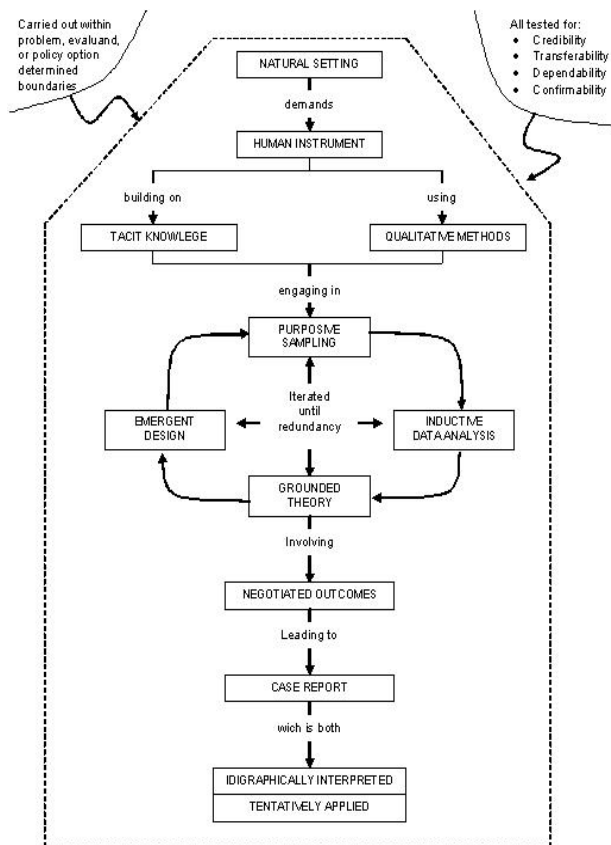 Carried out within
problem, evaluand,
or policy option
determined
boundaries
All tested for:
• Credibility
• Transferability
• Dependability
• Confirmability
NATURAL SETTING
demands
HUMAN INSTRUMENT
building on
using
TACIT KNOWLEGE
QUALITATIVE METHODS
engaging in
PURPOSIVE
SAMPLING
Iterated
until
redundancy
EMERGENT
DESIGN
INDUCTIVE
DATA ANALYSIS
GROUNDED
THEORY
Involving
NEGOTIATED OUTCOMES
Leading to
CASE REPORT
wich is both
IDIGRAPHICALLY INTERPRETED
TENTATIVELY APPLIED